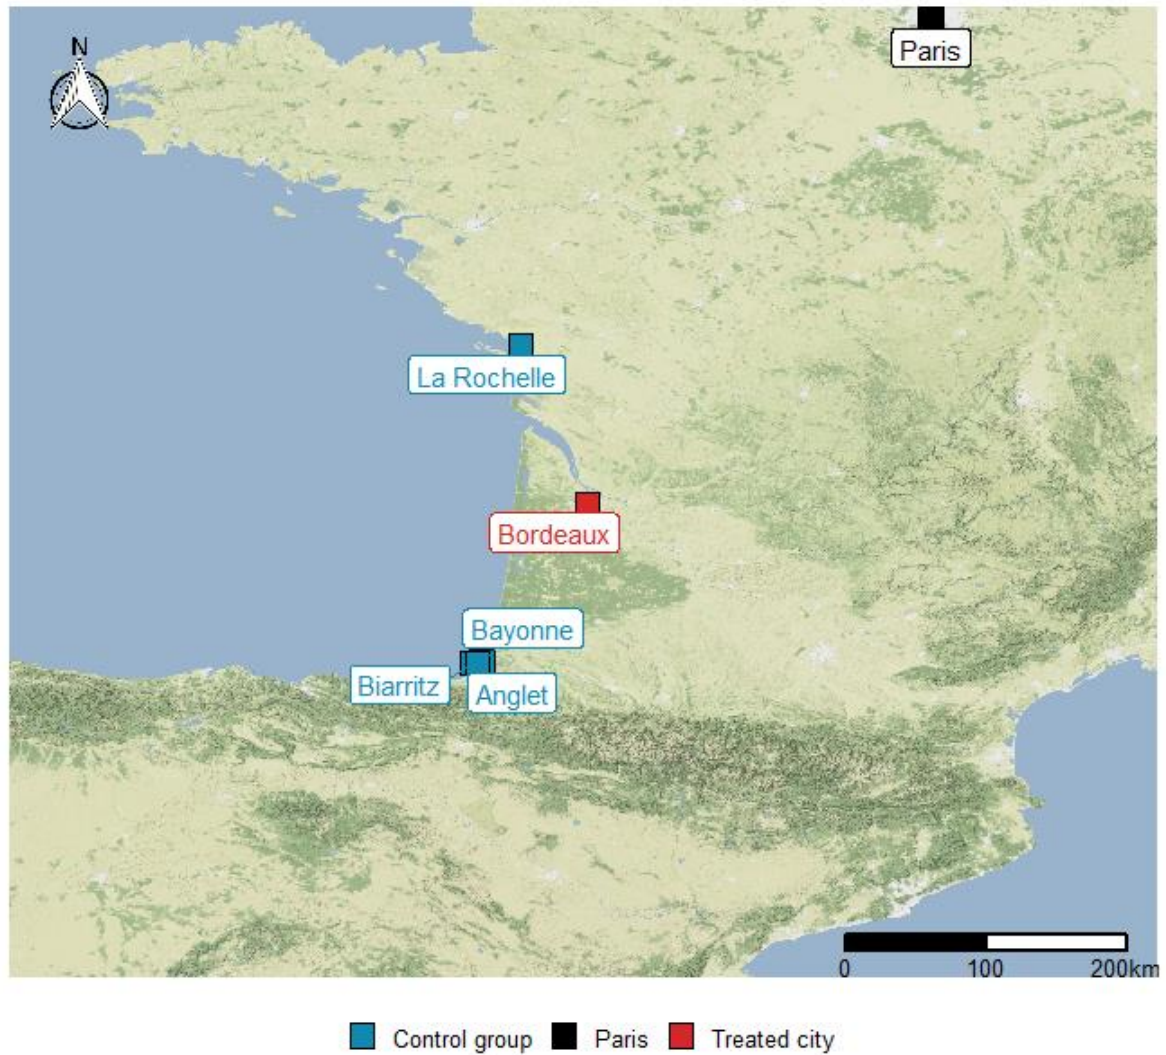 N
Paris
La Rochelle
Bordeaux
Bayonne
Biarritz
Anglet
0 100 200km
Control group Paris Treated city